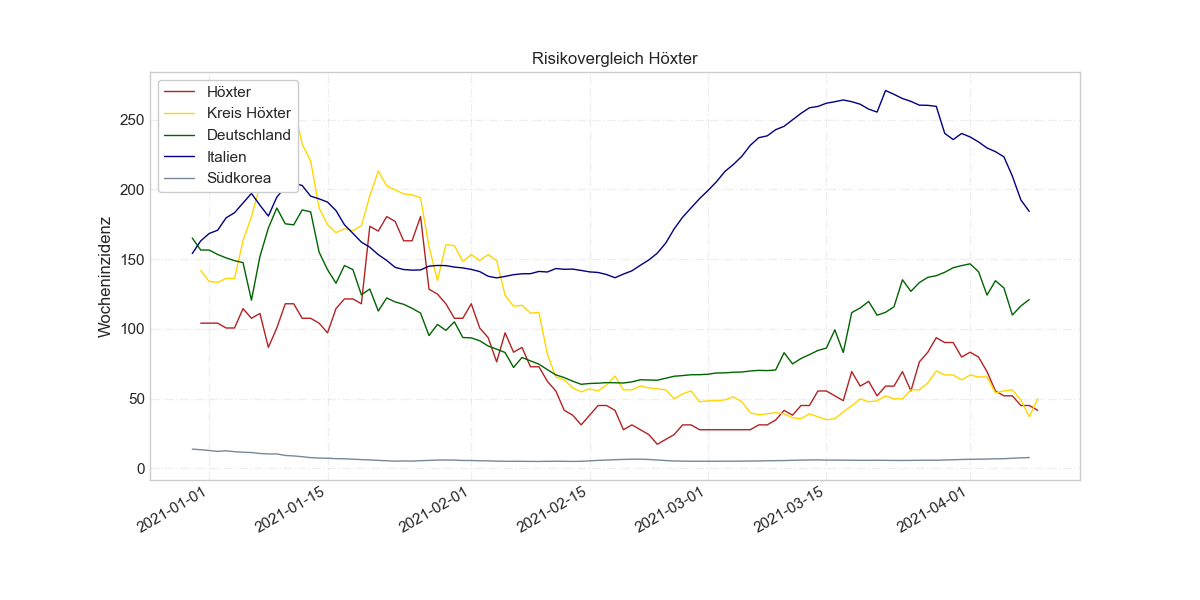 Risikovergleich Höxter
Höxter
Kreis Höxter
Deutschland
Italien
Südkorea
Wocheninzidenz
250
200
150
100
50
0
2021-01-01
2021-01-15
2021-02-01
2021-02-15
2021-03-01
2021-03-15
2021-04-01